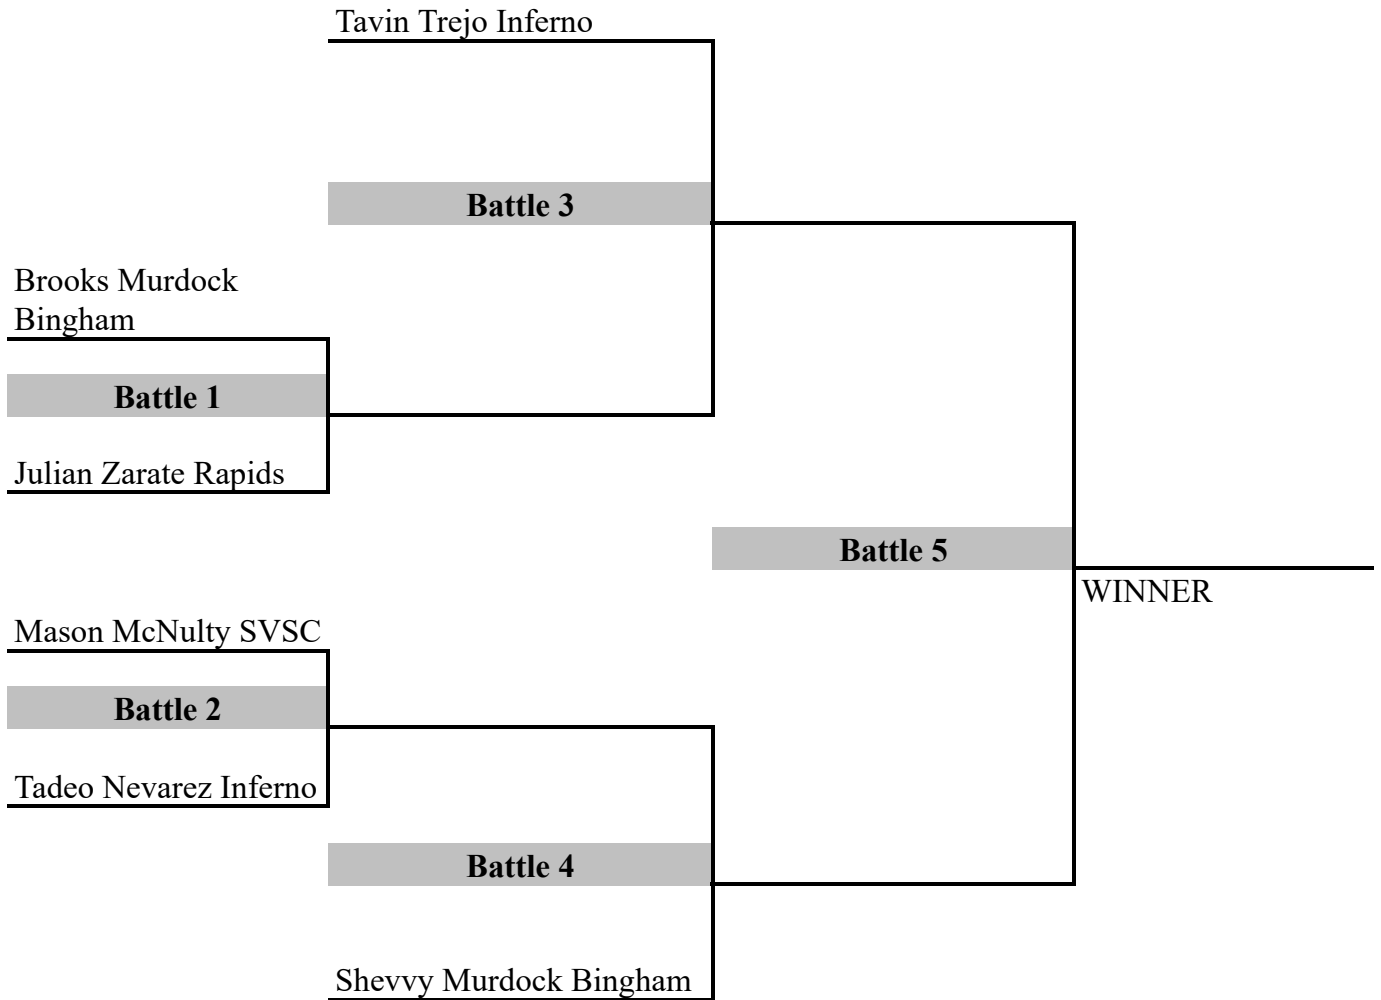 Tavin Trejo Inferno
Battle 3
Brooks Murdock
Bingham
Battle 1
Julian Zarate Rapids
Battle 5
WINNER
Mason McNulty SVSC
Battle 2
Tadeo Nevarez Inferno
Battle 4
Shevvy Murdock Bingham